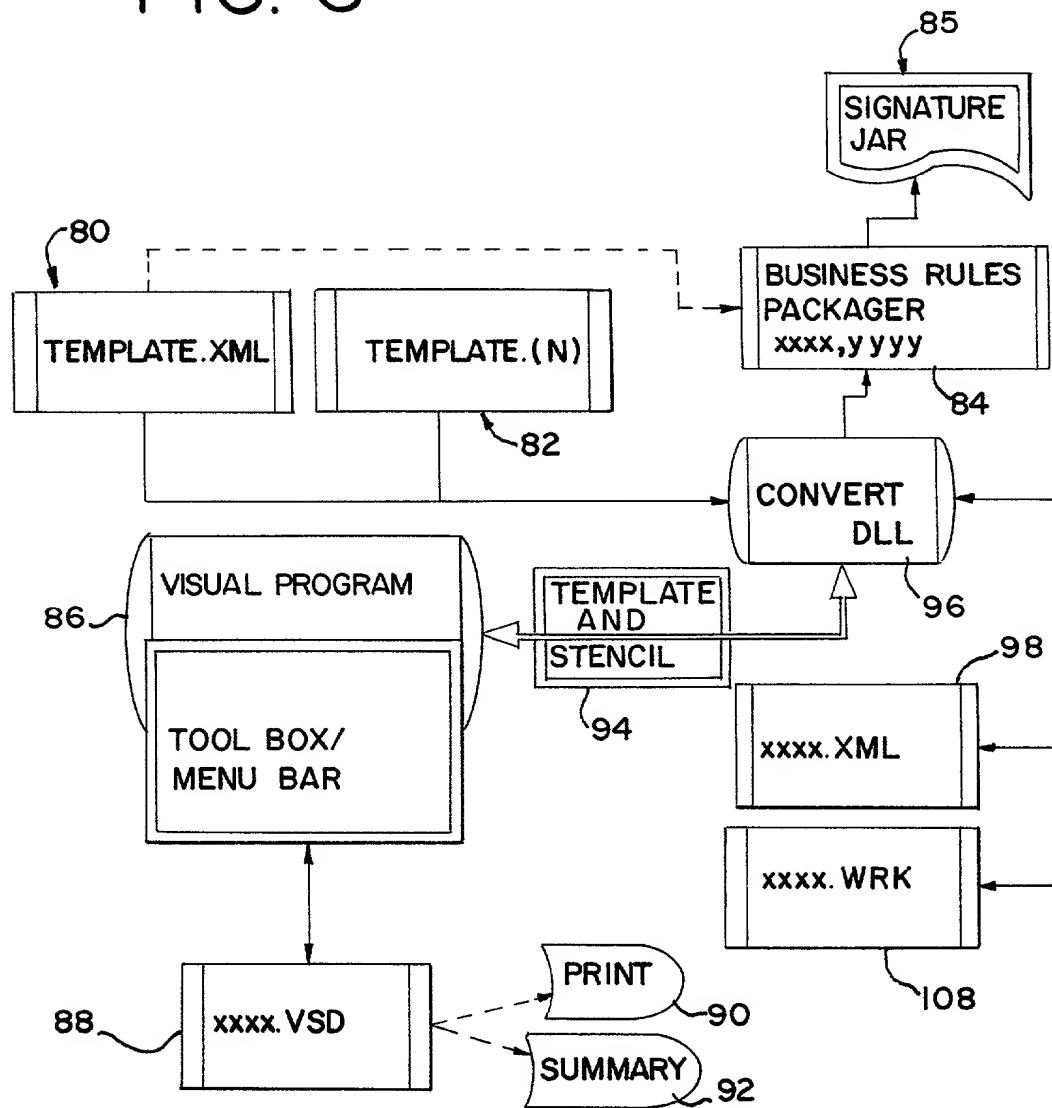 85
SIGNATURE
JAR
80
BUSINESS RULES
PACKAGER
xxxx,yyyy
TEMPLATE.XML
TEMPLATE.(N)
84
82
CONVERT
DLL
VISUAL PROGRAM
TEMPLATE
AND
STENCIL
86
96
98
94
TOOL BOX/
MENU BAR
xxxx.XML
xxxx.WRK
PRINT
108
90
88
xxxx.VSD
SUMMARY
92